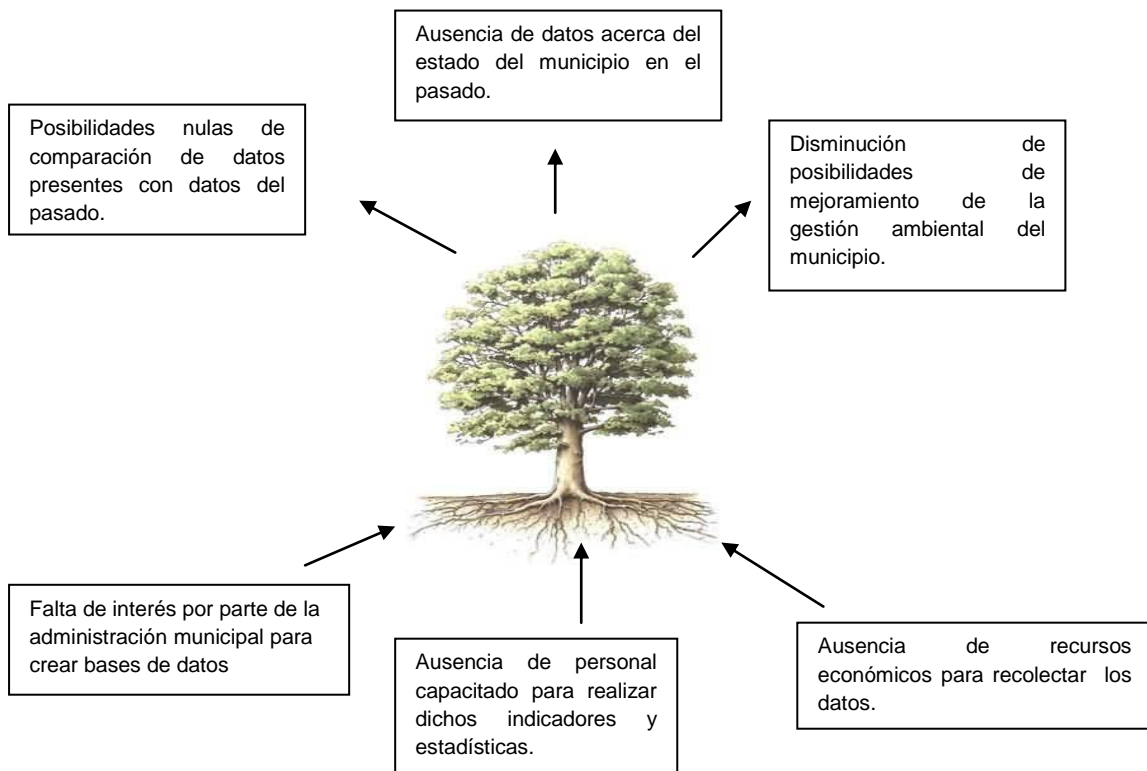 Ausencia de datos acerca del
estado del municipio en el
pasado.
Posibilidades nulas de
comparación de datos
presentes con datos del
pasado.
Disminución de
posibilidades de
mejoramiento de la
gestión ambiental del
municipio.
Falta de interés por parte de la
administración municipal para
crear bases de datos
Ausencia de personal
capacitado para realizar
dichos indicadores y
estadísticas.
Ausencia de recursos
económicos para recolectar los
datos.